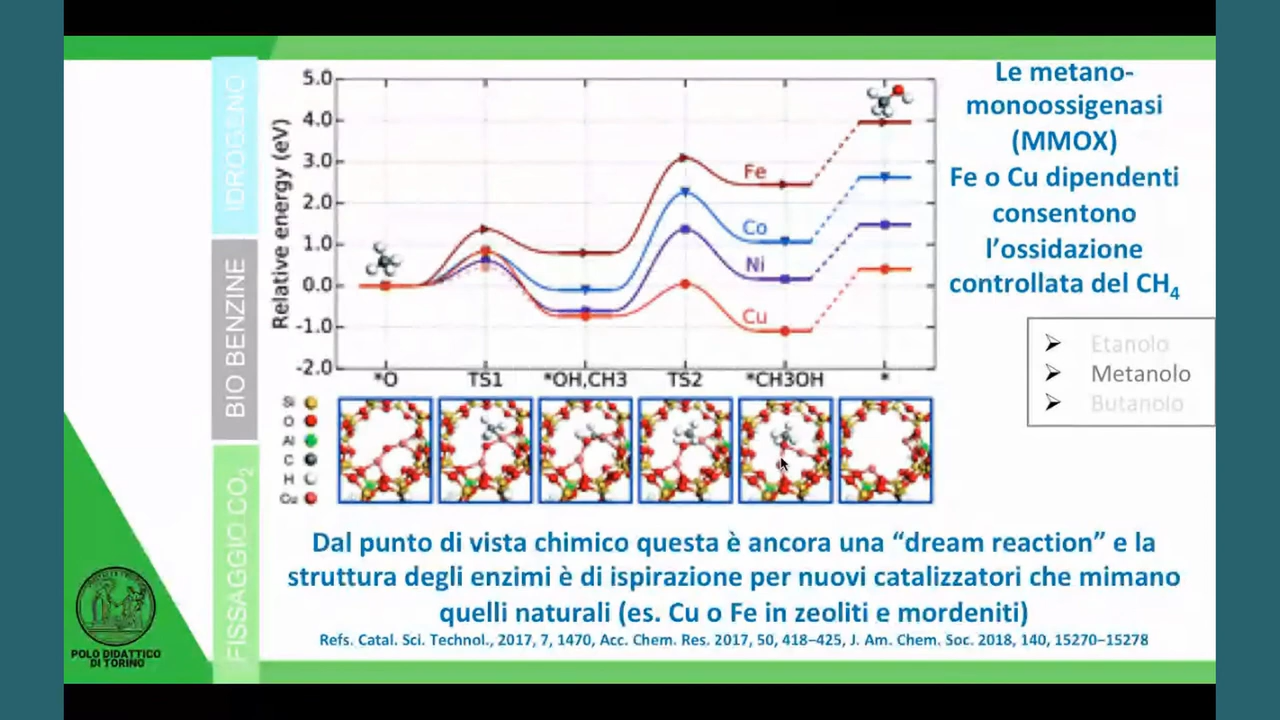 IDROGENO
BIO BENZINE
FISSAGGIO CO2
5.0
4.0
3.0
2.0
1.0
0.0
-1.0
-2.0
Relative energy (eV)
Fe
Co
Ni
Cu
*O
TS1
*OH,CH3
TS2
*CH3OH
*
Si
O
Al
C
H
Cu
Le metano-
monoossigenasi
(MMOX)
Fe o Cu dipendenti
consentono
l’ossidazione
controllata del CH4
➢ Etanolo
➢ Metanolo
➢ Butanolo
Dal punto di vista chimico questa è ancora una “dream reaction” e la
struttura degli enzimi è di ispirazione per nuovi catalizzatori che mimano
quelli naturali (es. Cu o Fe in zeoliti e mordeniti)
Refs. Catal. Sci. Technol., 2017, 7, 1470, Acc. Chem. Res. 2017, 50, 418–425, J. Am. Chem. Soc. 2018, 140, 15270–15278
POLO DIDATTICO
DI TORINO